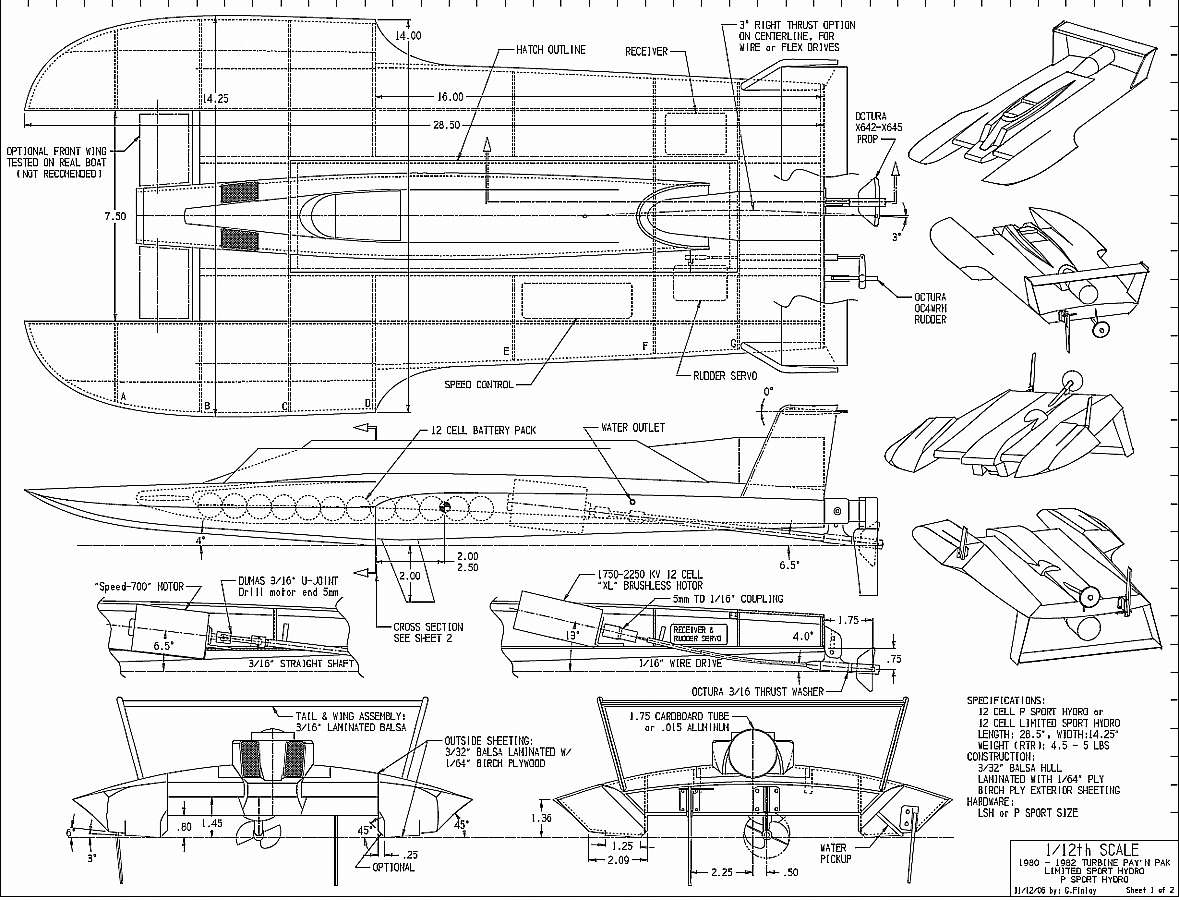 14.00
3° RIGHT THRUST OPTION
ON CENTERLINE, FOR
WIRE or FLEX DRIVES
HATCH OUTLINE
RECEIVER
14.25
16.00
28.50
OCTURA
X642-X645
PROP
OPTIONAL FRONT WING
TESTED ON REAL BOAT
(NOT RECOMENDED)
7.50
3°
OCTURA
OC4WRH
RUDDER
A
B
C
D
E
F
G
SPEED CONTROL
RUDDER SERVO
0°
12 CELL BATTERY PACK
WATER OUTLET
4°
2.00
2.50
2.00
6.5°
"Speed-700" MOTOR
DUMAS 3/16" U-JOINT
Drill motor end 5mm
6.5°
3/16" STRAIGHT SHAFT
CROSS SECTION
SEE SHEET 2
1750-2250 KV 12 CELL
"XL" BRUSHLESS MOTOR
5mm TO 1/16" COUPLING
13°
RECEIVER &
RUDDER SERVO
4.0°
1.75
.75
1/16" WIRE DRIVE
OCTURA 3/16 THRUST WASHER
TAIL & WING ASSEMBLY:
3/16" LAMINATED BALSA
OUTSIDE SHEETING:
3/32" BALSA LAMINATED W/
1/64" BIRCH PLYWOOD
.80
1.45
6°
3°
45°
45°
.25
OPTIONAL
1.75 CARDBOARD TUBE
or .015 ALUMINUM
1.36
1.25
2.09
2.25
.50
WATER
PICKUP
SPECIFICATIONS:
12 CELL P SPORT HYDRO or
12 CELL LIMITED SPORT HYDRO
LENGTH: 28.5", WIDTH:14.25"
WEIGHT (RTR): 4.5 - 5 LBS
CONSTRUCTION:
3/32" BALSA HULL
LAMINATED WITH 1/64" PLY
BIRCH PLY EXTERIOR SHEETING
HARDWARE:
LSH or P SPORT SIZE
1/12th SCALE
1980 - 1982 TURBINE PAY'N PAK
LIMITED SPORT HYDRO
P SPORT HYDRO
11/12/06 by: G.Finlay Sheet 1 of 2